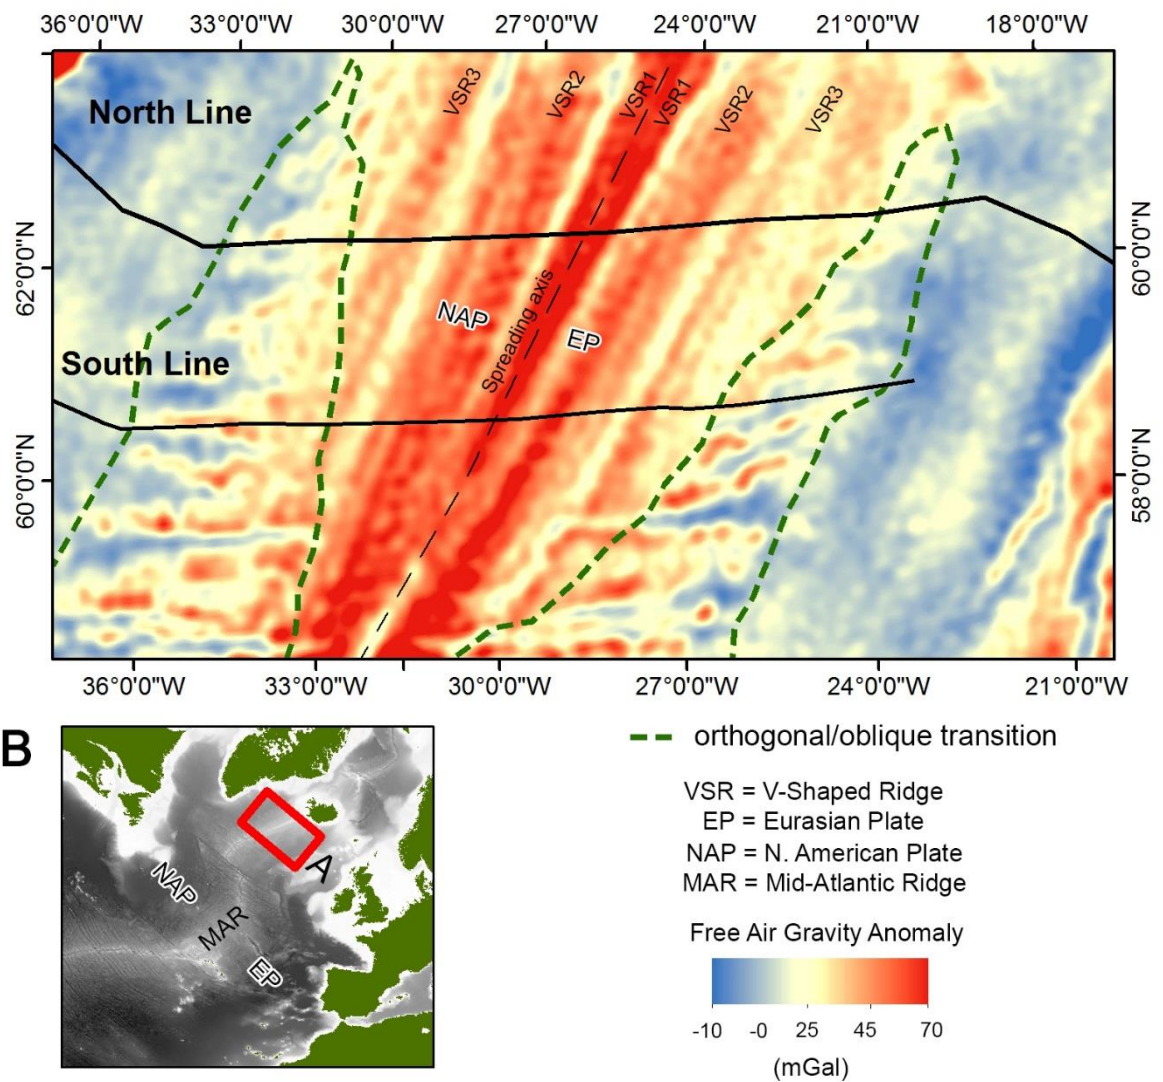 36°0'0"W 33°0'0"W 30°0'0"W 27°0'0"W 24°0'0"W 21°0'0"W 18°0'0"W
North Line
VSR3 VSR2 VSR1 VSR1 VSR2 VSR3
62°0'0"N
60°0'0"N
NAP
Spreading axis
EP
South Line
60°0'0"N
58°0'0"N
36°0'0"W 33°0'0"W 30°0'0"W 27°0'0"W 24°0'0"W 21°0'0"W
B
NAP
MAR
EP
A
orthogonal/oblique transition
VSR = V-Shaped Ridge
EP = Eurasian Plate
NAP = N. American Plate
MAR = Mid-Atlantic Ridge
Free Air Gravity Anomaly
-10 -0 25 45 70
(mGal)